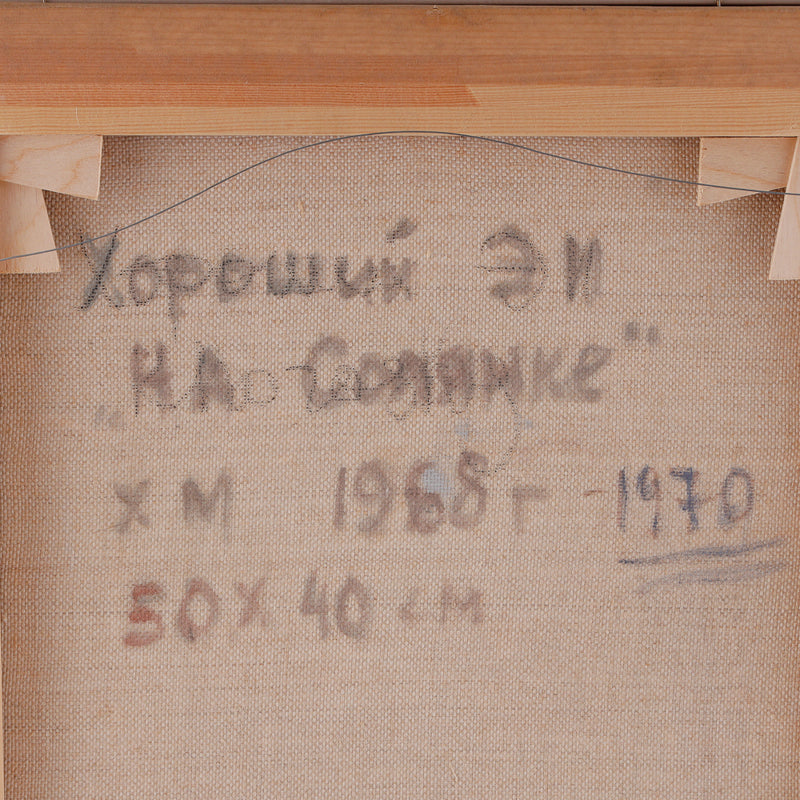 Хороший Э И
„НА Солянке“
х м 1968 г - 1970
50 х 40 см